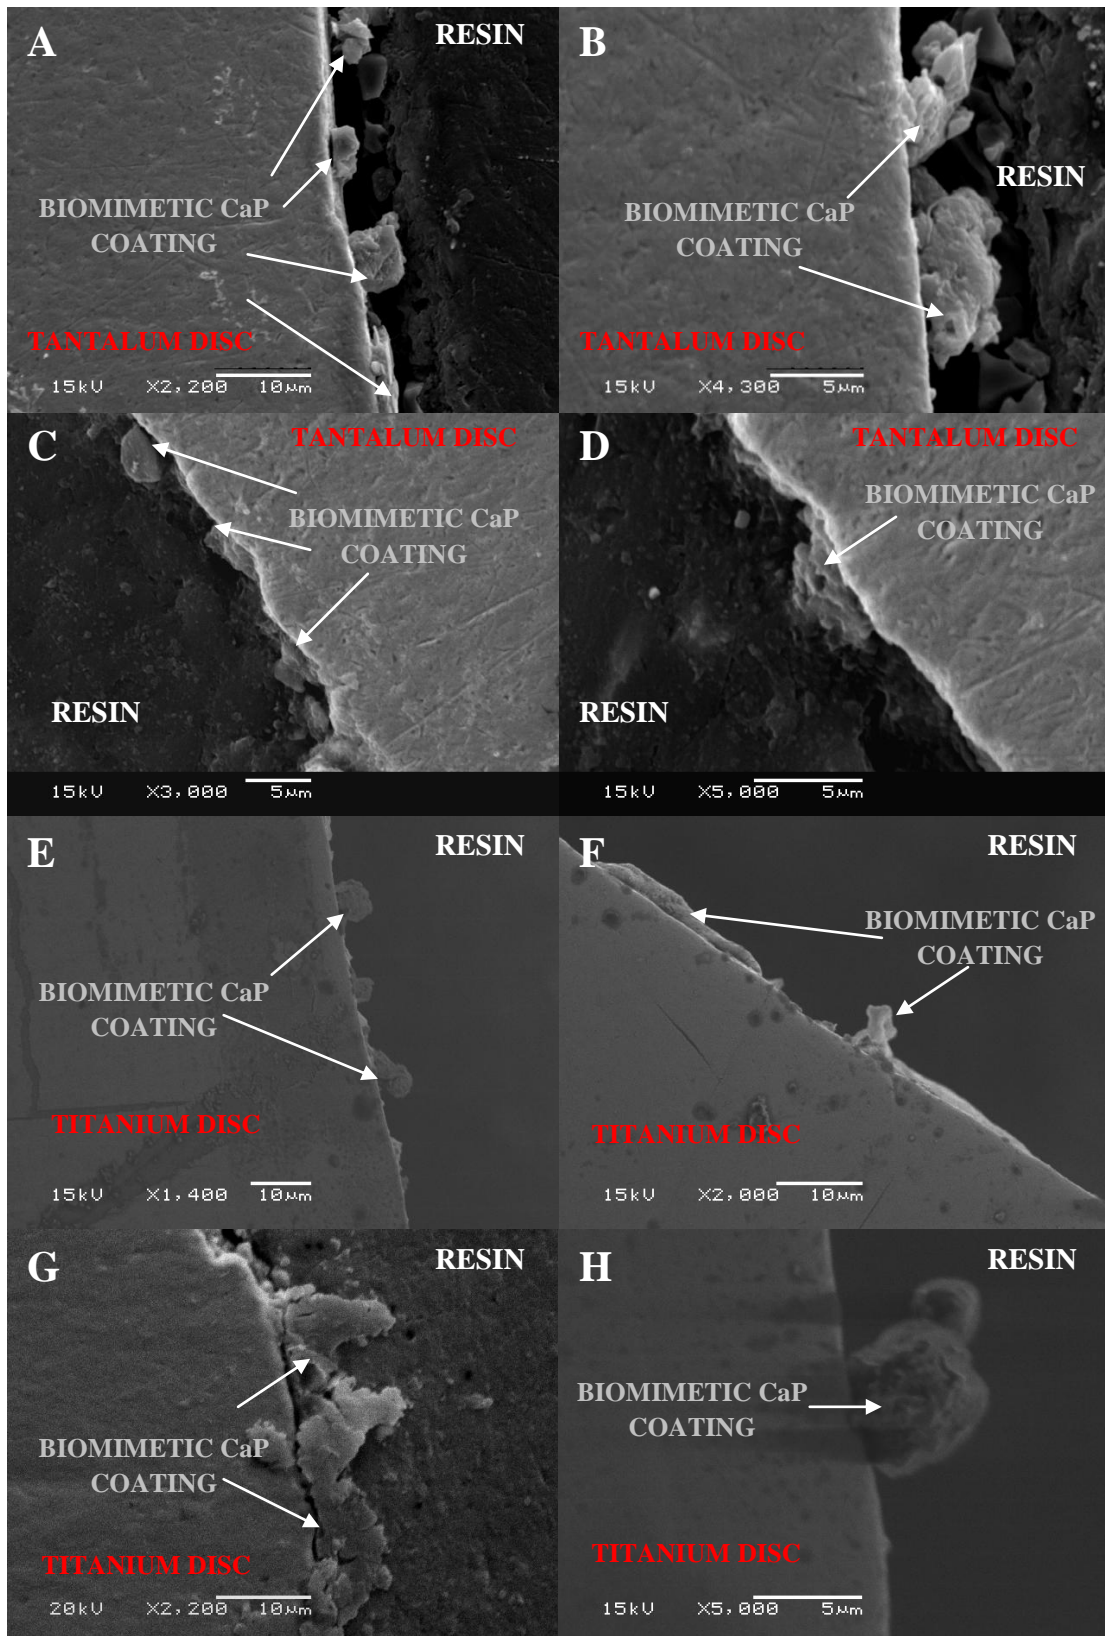 A
RESIN
BIOMIMETIC CaP
COATING
TANTALUM DISC
15kV X2,200 10μm
B
RESIN
BIOMIMETIC CaP
COATING
TANTALUM DISC
15kV X4,300 5μm
C
TANTALUM DISC
BIOMIMETIC CaP
COATING
RESIN
15kV X3,000 5μm
D
TANTALUM DISC
BIOMIMETIC CaP
COATING
RESIN
15kV X5,000 5μm
E
RESIN
BIOMIMETIC CaP
COATING
TITANIUM DISC
15kV X1,400 10μm
F
RESIN
BIOMIMETIC CaP
COATING
TITANIUM DISC
15kV X2,000 10μm
G
RESIN
BIOMIMETIC CaP
COATING
TITANIUM DISC
20kV X2,200 10μm
H
RESIN
BIOMIMETIC CaP
COATING
TITANIUM DISC
15kV X5,000 5μm